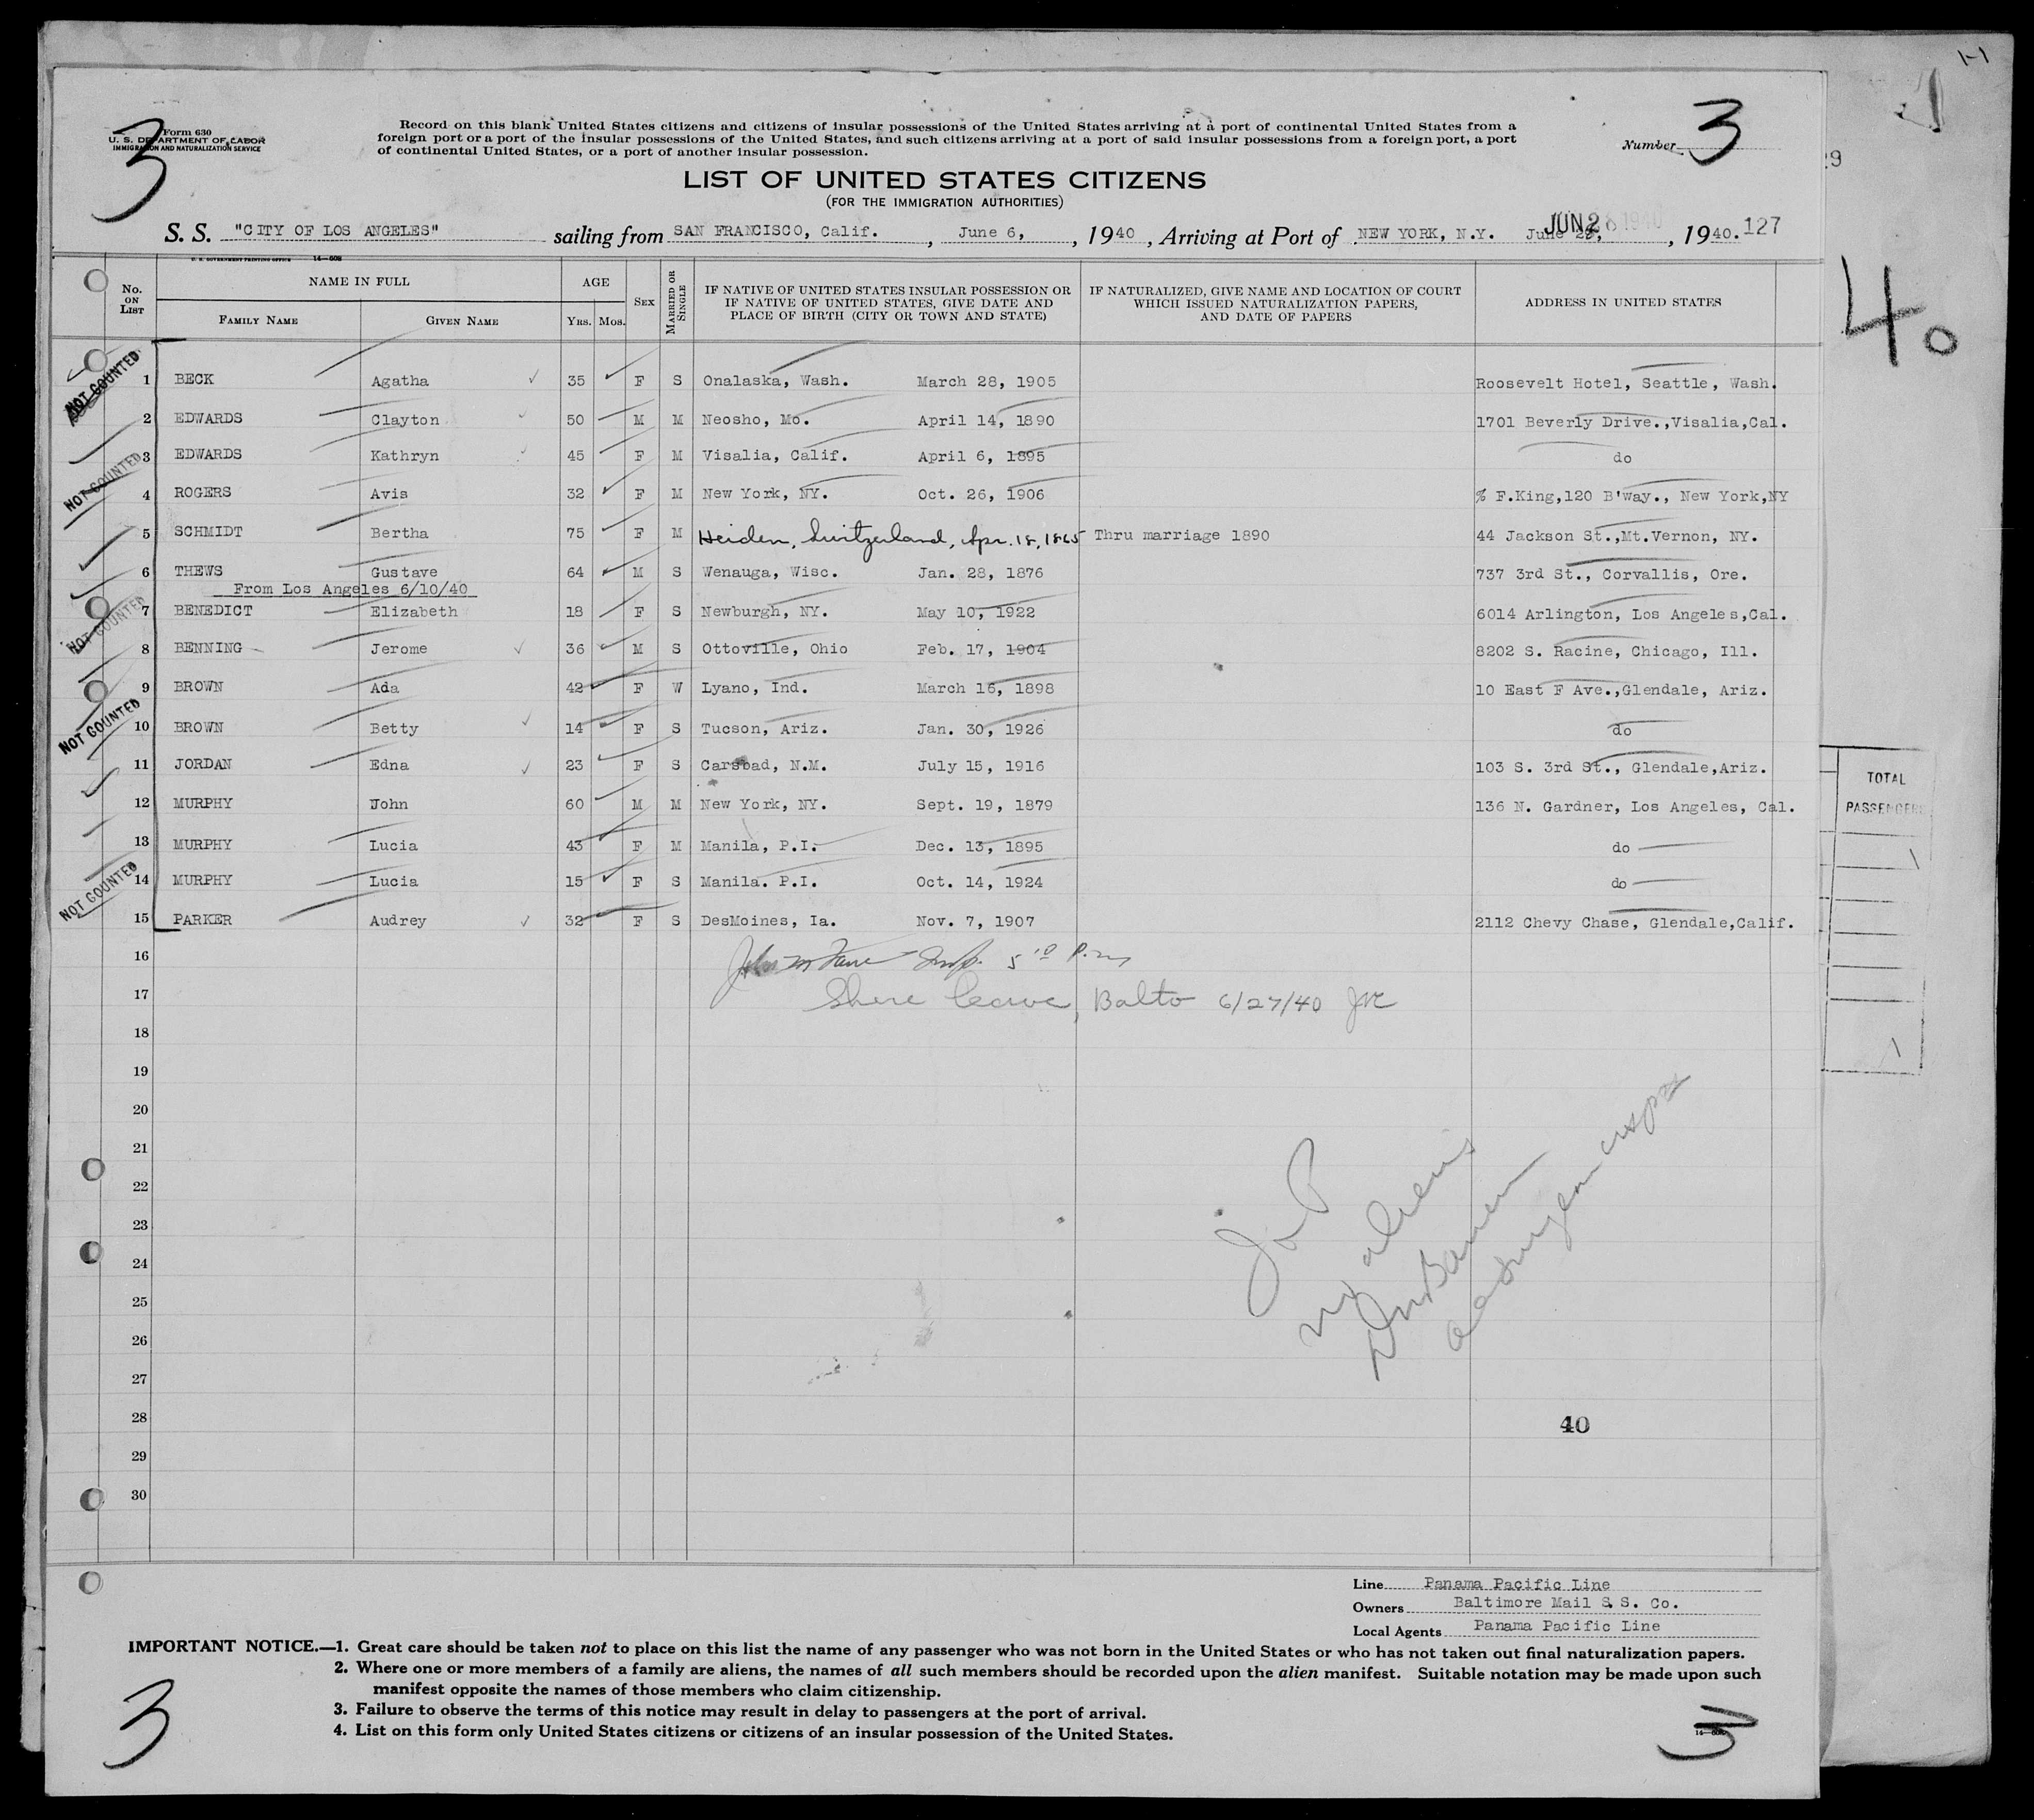 1-1
1
3
Form 630
U. S. DEPARTMENT OF LABOR
IMMIGRATION AND NATURALIZATION SERVICE
Record on this blank United States citizens and citizens of insular possessions of the United States arriving at a port of continental United States from a
foreign port or a port of the insular possessions of the United States, and such citizens arriving at a port of said insular possessions from a foreign port, a port
of continental United States, or a port of another insular possession.
Number 3
LIST OF UNITED STATES CITIZENS
(FOR THE IMMIGRATION AUTHORITIES)
JUN 28 1940
S. S. "CITY OF LOS ANGELES" sailing from SAN FRANCISCO, Calif. , June 6, , 1940 , Arriving at Port of NEW YORK, N.Y. June 28, , 1940. 127
U. S. GOVERNMENT PRINTING OFFICE 14—608
No. ON LIST NAME IN FULL FAMILY NAME GIVEN NAME AGE YRS. MOS. SEX MARRIED OR SINGLE IF NATIVE OF UNITED STATES INSULAR POSSESSION OR IF NATIVE OF UNITED STATES, GIVE DATE AND PLACE OF BIRTH (CITY OR TOWN AND STATE) IF NATURALIZED, GIVE NAME AND LOCATION OF COURT WHICH ISSUED NATURALIZATION PAPERS, AND DATE OF PAPERS ADDRESS IN UNITED STATES
40
NOT COUNTED
1 BECK Agatha 35 F S Onalaska, Wash. March 28, 1905 Roosevelt Hotel, Seattle, Wash.
2 EDWARDS Clayton 50 M M Neosho, Mo. April 14, 1890 1701 Beverly Drive.,Visalia,Cal.
3 EDWARDS Kathryn 45 F M Visalia, Calif. April 6, 1895 do
NOT COUNTED
4 ROGERS Avis 32 F M New York, NY. Oct. 26, 1906 % F.King,120 B'way., New York,NY
5 SCHMIDT Bertha 75 F M Heiden, Switzerland, Apr. 18, 1865 Thru marriage 1890 44 Jackson St.,Mt.Vernon, NY.
6 THEWS Gustave 64 M S Wenauga, Wisc. Jan. 28, 1876 737 3rd St., Corvallis, Ore.
From Los Angeles 6/10/40
NOT COUNTED
7 BENEDICT Elizabeth 18 F S Newburgh, NY. May 10, 1922 6014 Arlington, Los Angeles,Cal.
8 BENNING Jerome 36 M S Ottoville, Ohio Feb. 17, 1904 8202 S. Racine, Chicago, Ill.
9 BROWN Ada 42 F W Lyano, Ind. March 16, 1898 10 East F Ave.,Glendale, Ariz.
NOT COUNTED
10 BROWN Betty 14 F S Tucson, Ariz. Jan. 30, 1926 do
11 JORDAN Edna 23 F S Carsbad, N.M. July 15, 1916 103 S. 3rd St., Glendale,Ariz.
12 MURPHY John 60 M M New York, NY. Sept. 19, 1879 136 N. Gardner, Los Angeles, Cal.
13 MURPHY Lucia 43 F M Manila, P.I. Dec. 13, 1895 do
NOT COUNTED
14 MURPHY Lucia 15 F S Manila. P.I. Oct. 14, 1924 do
15 PARKER Audrey 32 F S DesMoines, Ia. Nov. 7, 1907 2112 Chevy Chase, Glendale,Calif.
TOTAL
PASSENGERS
16 Insp. 5 10 P.m
17 Shore leave, Balto 6/27/40
18
19
20
21
22
23
24
25
26
27
28 40
29
30
no aliens
Line Panama Pacific Line
Owners Baltimore Mail S.S. Co.
Local Agents Panama Pacific Line
IMPORTANT NOTICE.—1. Great care should be taken not to place on this list the name of any passenger who was not born in the United States or who has not taken out final naturalization papers.
2. Where one or more members of a family are aliens, the names of all such members should be recorded upon the alien manifest. Suitable notation may be made upon such
manifest opposite the names of those members who claim citizenship.
3. Failure to observe the terms of this notice may result in delay to passengers at the port of arrival.
4. List on this form only United States citizens or citizens of an insular possession of the United States.
3
3